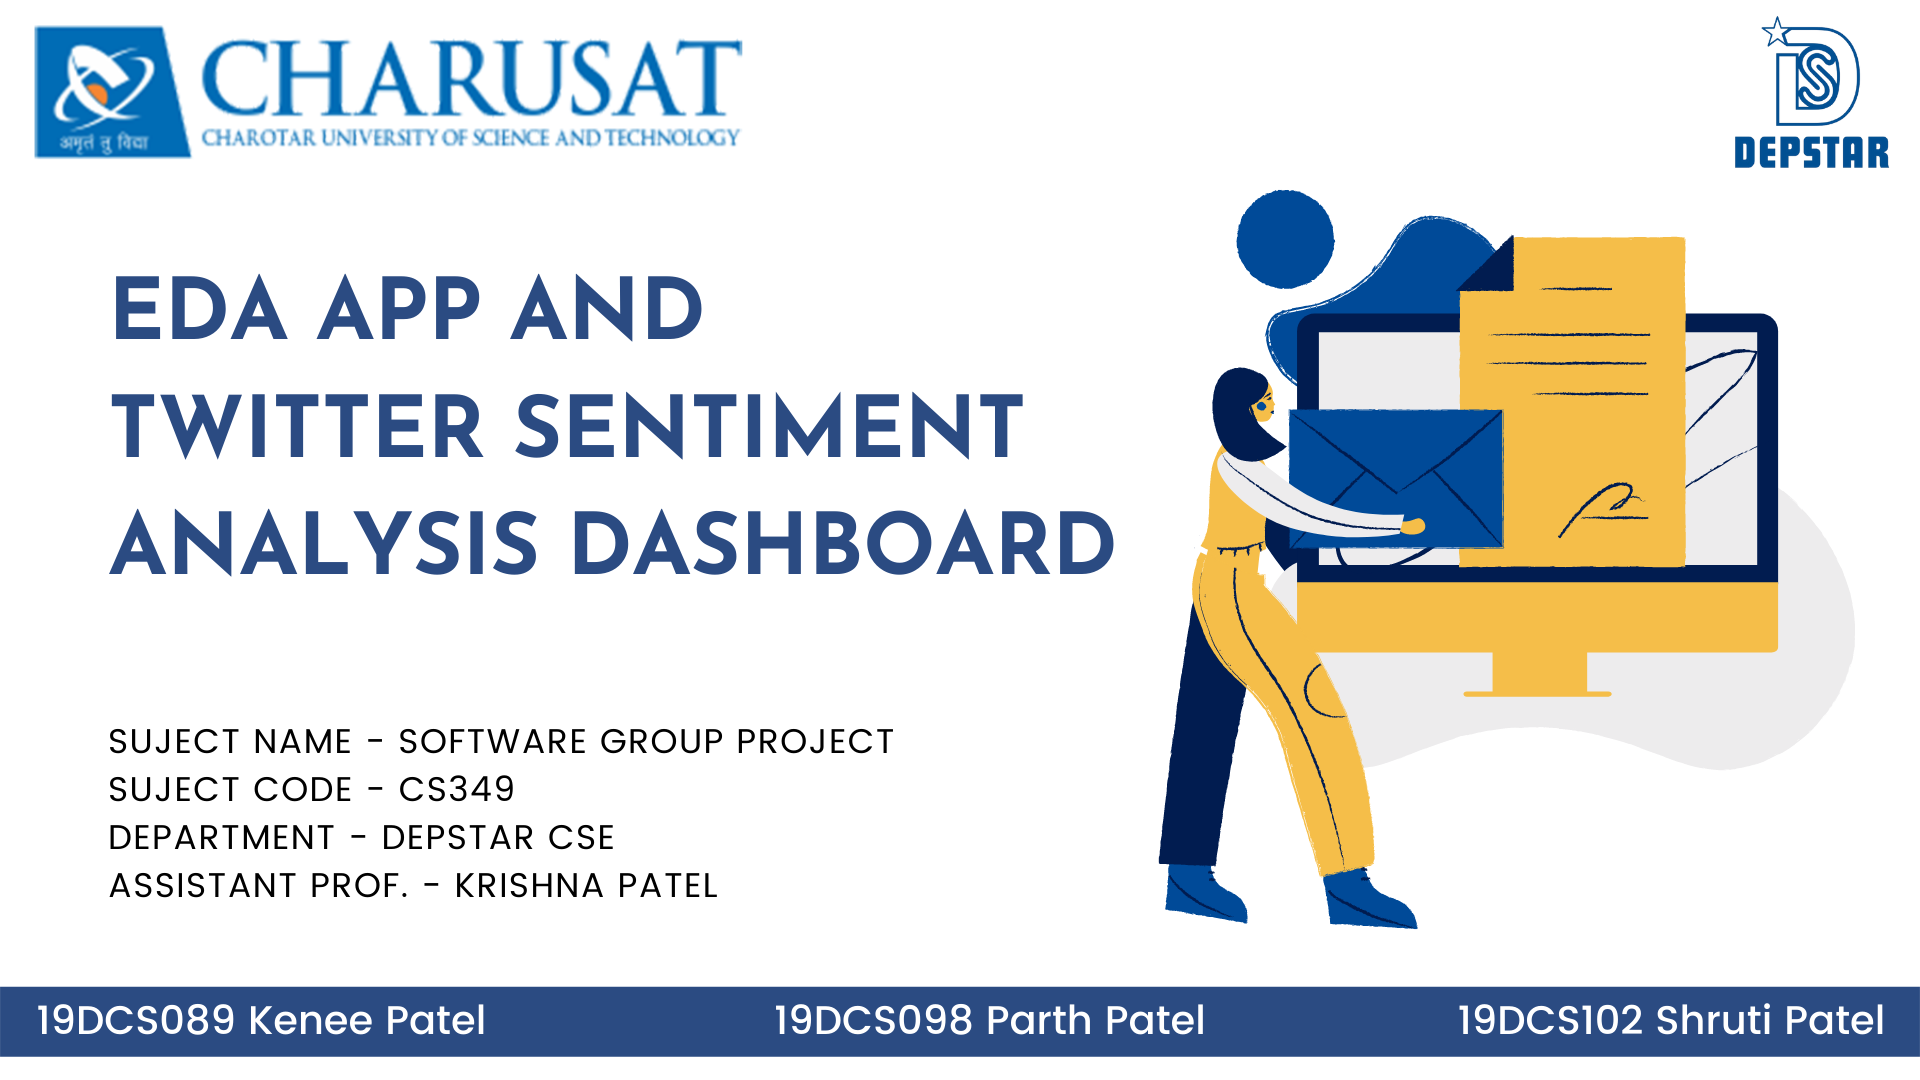 CHARUSAT
CHAROTAR UNIVERSITY OF SCIENCE AND TECHNOLOGY
अमृतं तु विद्या
DS
DEPSTAR
EDA APP AND
TWITTER SENTIMENT
ANALYSIS DASHBOARD
SUJECT NAME - SOFTWARE GROUP PROJECT
SUJECT CODE - CS349
DEPARTMENT - DEPSTAR CSE
ASSISTANT PROF. - KRISHNA PATEL
19DCS089 Kenee Patel
19DCS098 Parth Patel
19DCS102 Shruti Patel